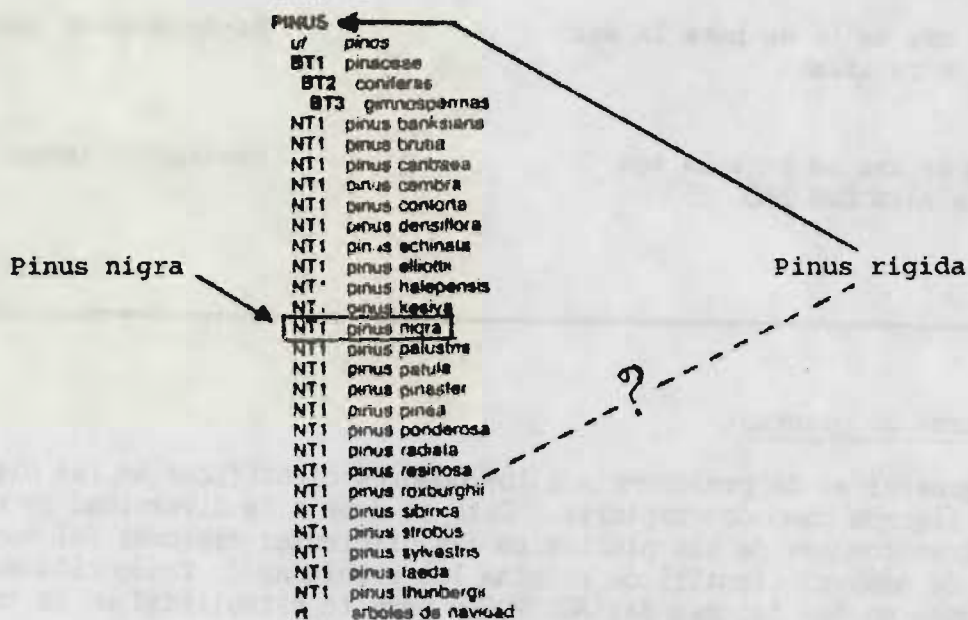 PINUS
uf pinos
BT1 pinaceae
BT2 coniferas
BT3 gimnospermas
NT1 pinus banksiana
NT1 pinus brutia
NT1 pinus caribaea
NT1 pinus cembra
NT1 pinus contorta
NT1 pinus densiflora
NT1 pinus echinata
NT1 pinus elliottii
NT1 pinus halepensis
NT1 pinus kesiya
NT1 pinus nigra
NT1 pinus palustris
NT1 pinus patula
NT1 pinus pinaster
NT1 pinus pinea
NT1 pinus ponderosa
NT1 pinus radiata
NT1 pinus resinosa
NT1 pinus roxburghii
NT1 pinus sibirica
NT1 pinus strobus
NT1 pinus sylvestris
NT1 pinus taeda
NT1 pinus thunbergii
rt arboles de navidad
Pinus nigra
Pinus rigida
?